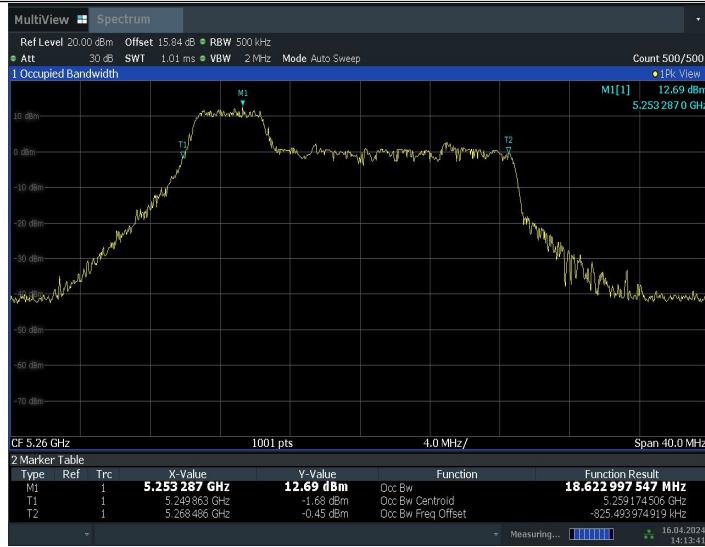 MultiView Spectrum
Ref Level 20.00 dBm Offset 15.84 dB RBW 500 kHz
Att 30 dB SWT 1.01 ms VBW 2 MHz Mode Auto Sweep Count 500/500
1 Occupied Bandwidth 1Pk View
M1[1] 12.69 dBm
5.253 287 0 GHz
M1
10 dBm
T1
T2
0 dBm
-10 dBm
-20 dBm
-30 dBm
-40 dBm
-50 dBm
-60 dBm
-70 dBm
CF 5.26 GHz 1001 pts 4.0 MHz/ Span 40.0 MHz
2 Marker Table
Type Ref Trc X-Value Y-Value Function Function Result
M1 1 5.253 287 GHz 12.69 dBm Occ Bw 18.622 997 547 MHz
T1 1 5.249 863 GHz -1.68 dBm Occ Bw Centroid 5.259 174 506 GHz
T2 1 5.268 486 GHz -0.45 dBm Occ Bw Freq Offset -825.493 974 919 kHz
Measuring... 16.04.2024
14:13:41